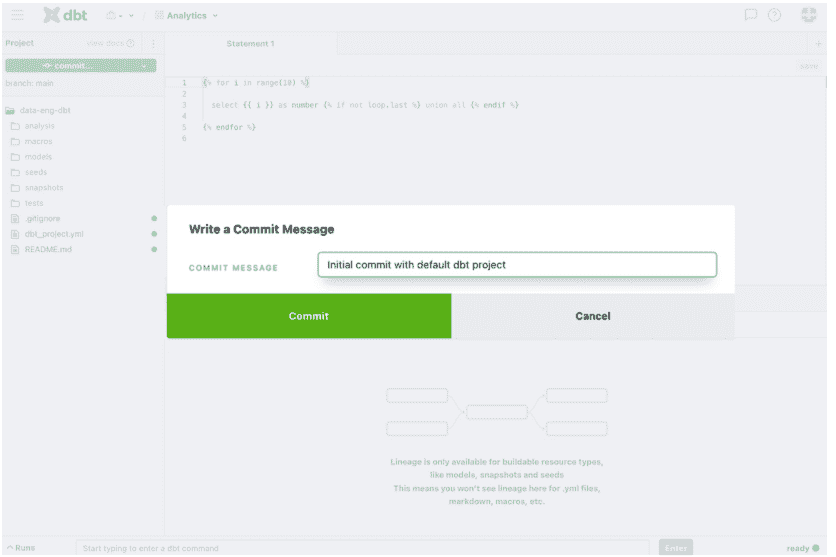 dbt
Analytics
Project
view docs
Statement 1
commit...
save
branch: main
1 {% for i in range(10) %}
2
3 select {{ i }} as number {% if not loop.last %} union all {% endif %}
4
5 {% endfor %}
6
data-eng-dbt
analysis
macros
models
seeds
snapshots
tests
.gitignore
dbt_project.yml
README.md
Write a Commit Message
COMMIT MESSAGE
Initial commit with default dbt project
Commit
Cancel
Lineage is only available for buildable resource types,
like models, snapshots and seeds
This means you won't see lineage here for .yml files,
markdown, macros, etc.
Runs
Start typing to enter a dbt command
Enter
ready